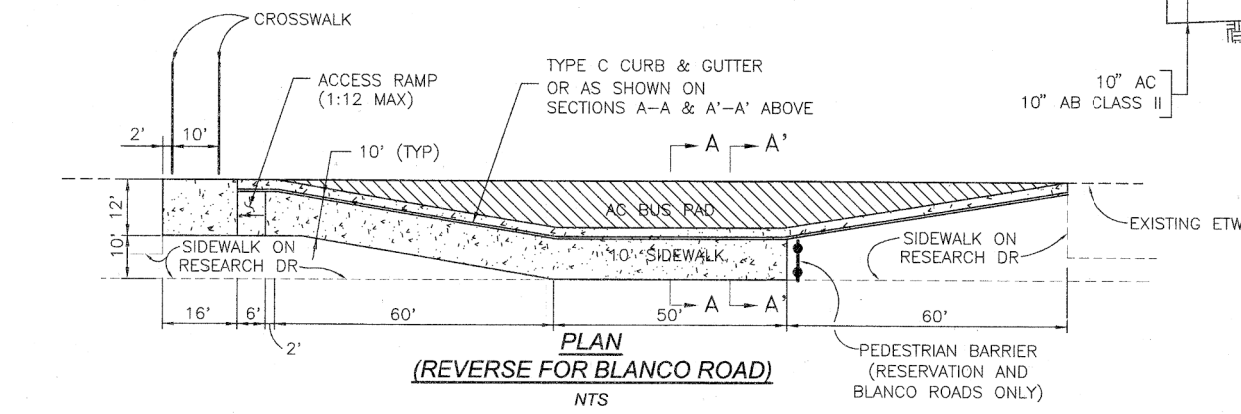 CROSSWALK
ACCESS RAMP
(1:12 MAX)
TYPE C CURB & GUTTER
OR AS SHOWN ON
SECTIONS A-A & A'-A' ABOVE
10" AC
10" AB CLASS II
2'
10'
10' (TYP)
A
A'
12'
10'
AC BUS PAD
EXISTING ETW
SIDEWALK ON
RESEARCH DR
10' SIDEWALK
SIDEWALK ON
RESEARCH DR
A
A'
16'
6'
60'
50'
60'
2'
PLAN
(REVERSE FOR BLANCO ROAD)
NTS
PEDESTRIAN BARRIER
(RESERVATION AND
BLANCO ROADS ONLY)